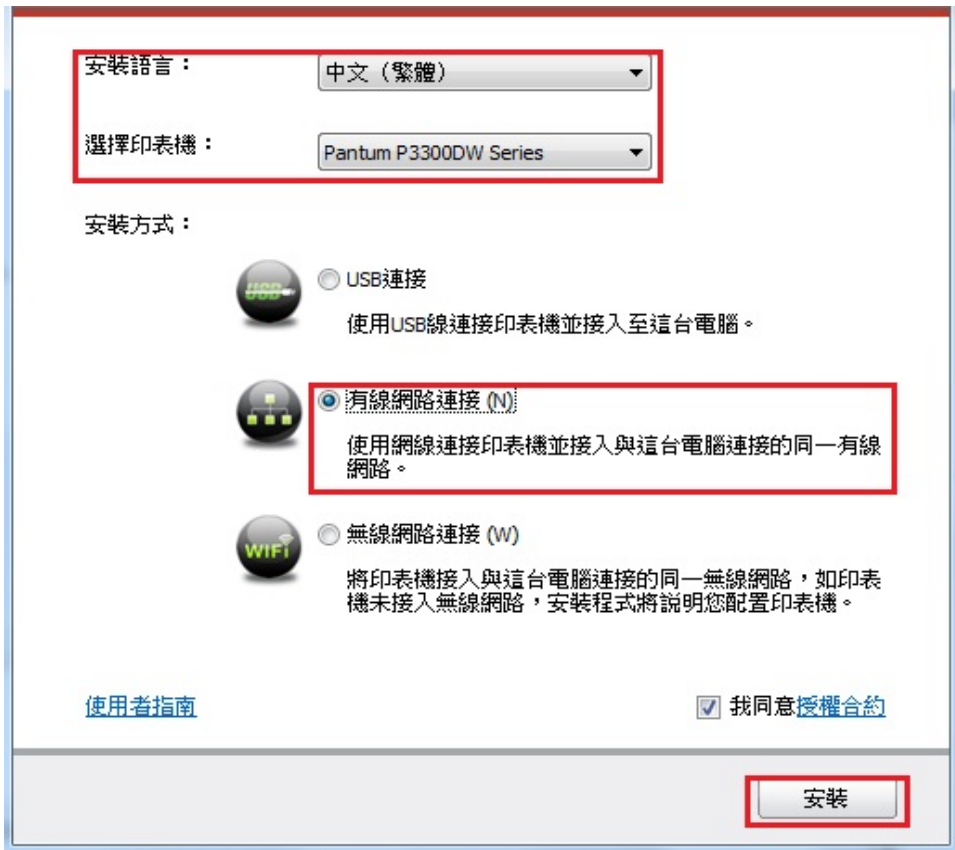 安裝語言：
中文（繁體）
選擇印表機：
Pantum P3300DW Series
安裝方式：
USB
USB連接
使用USB線連接印表機並接入至這台電腦。
有線網路連接 (N)
使用網線連接印表機並接入與這台電腦連接的同一有線
網路。
WiFi
無線網路連接 (W)
將印表機接入與這台電腦連接的同一無線網路，如印表
機未接入無線網路，安裝程式將說明您配置印表機。
使用者指南
我同意授權合約
安裝